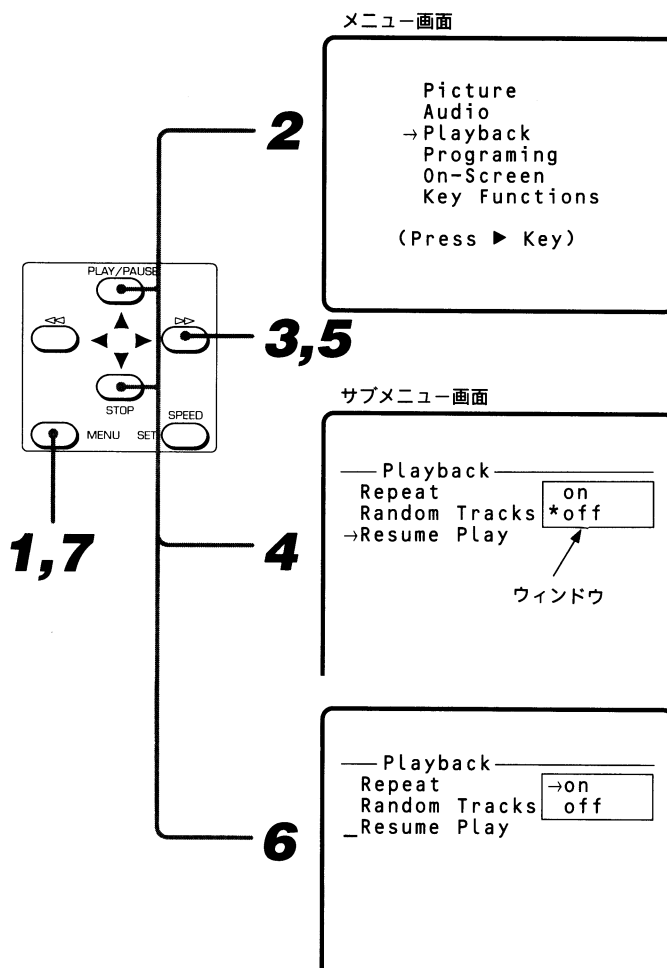 メニュー画面
Picture
Audio
→Playback
Programing
On-Screen
Key Functions
(Press ▶ Key)
2
PLAY/PAUSE
◁◁
▷▷
▲
◀ ▶
▼
STOP
SPEED
MENU
SET
3,5
1,7
サブメニュー画面
Playback
Repeat on
Random Tracks *off
→Resume Play
ウィンドウ
4
Playback
Repeat →on
Random Tracks off
_Resume Play
6